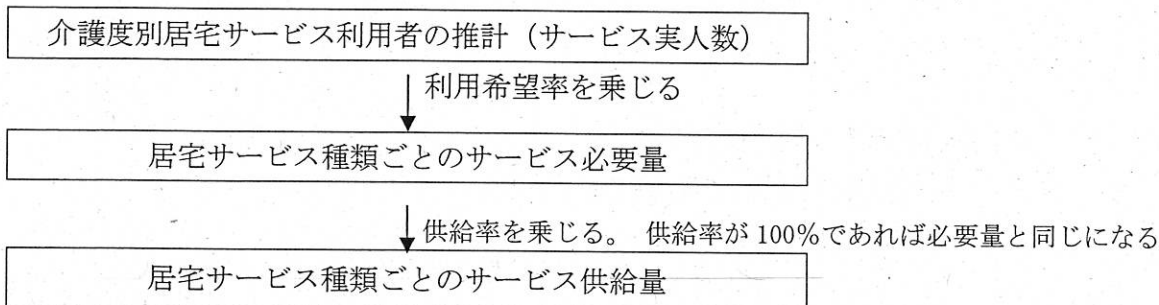 介護度別居宅サービス利用者の推計（サービス実人数）
利用希望率を乗じる
居宅サービス種類ごとのサービス必要量
供給率を乗じる。 供給率が 100%であれば必要量と同じになる
居宅サービス種類ごとのサービス供給量